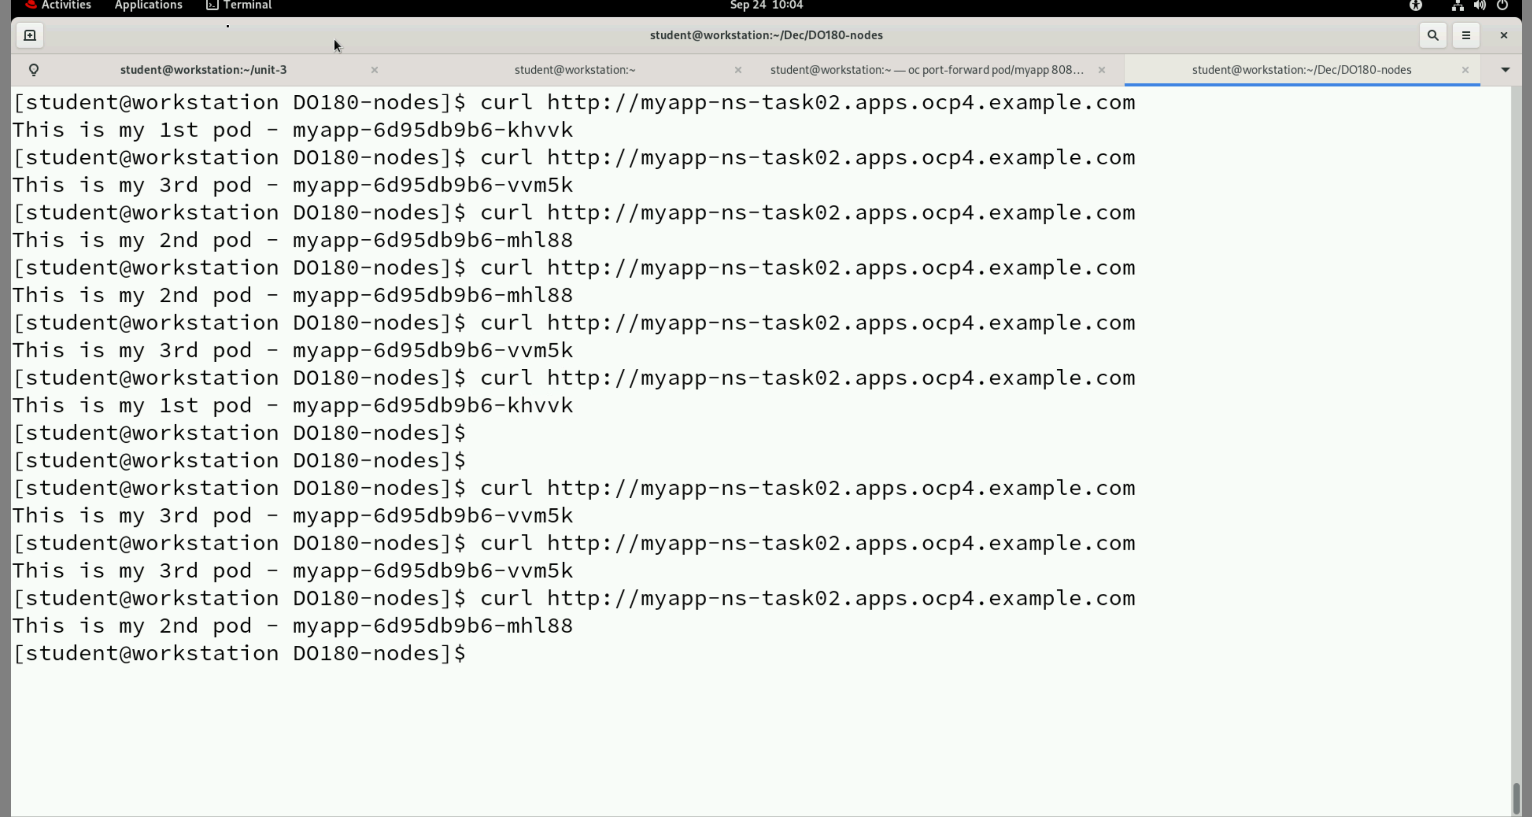 Activities Applications Terminal Sep 24 10:04
student@workstation:~/Dec/DO180-nodes
student@workstation:~/unit-3 student@workstation:~ student@workstation:~ — oc port-forward pod/myapp 808... student@workstation:~/Dec/DO180-nodes
[student@workstation DO180-nodes]$ curl http://myapp-ns-task02.apps.ocp4.example.com
This is my 1st pod - myapp-6d95db9b6-khvvk
[student@workstation DO180-nodes]$ curl http://myapp-ns-task02.apps.ocp4.example.com
This is my 3rd pod - myapp-6d95db9b6-vvm5k
[student@workstation DO180-nodes]$ curl http://myapp-ns-task02.apps.ocp4.example.com
This is my 2nd pod - myapp-6d95db9b6-mhl88
[student@workstation DO180-nodes]$ curl http://myapp-ns-task02.apps.ocp4.example.com
This is my 2nd pod - myapp-6d95db9b6-mhl88
[student@workstation DO180-nodes]$ curl http://myapp-ns-task02.apps.ocp4.example.com
This is my 3rd pod - myapp-6d95db9b6-vvm5k
[student@workstation DO180-nodes]$ curl http://myapp-ns-task02.apps.ocp4.example.com
This is my 1st pod - myapp-6d95db9b6-khvvk
[student@workstation DO180-nodes]$
[student@workstation DO180-nodes]$
[student@workstation DO180-nodes]$ curl http://myapp-ns-task02.apps.ocp4.example.com
This is my 3rd pod - myapp-6d95db9b6-vvm5k
[student@workstation DO180-nodes]$ curl http://myapp-ns-task02.apps.ocp4.example.com
This is my 3rd pod - myapp-6d95db9b6-vvm5k
[student@workstation DO180-nodes]$ curl http://myapp-ns-task02.apps.ocp4.example.com
This is my 2nd pod - myapp-6d95db9b6-mhl88
[student@workstation DO180-nodes]$